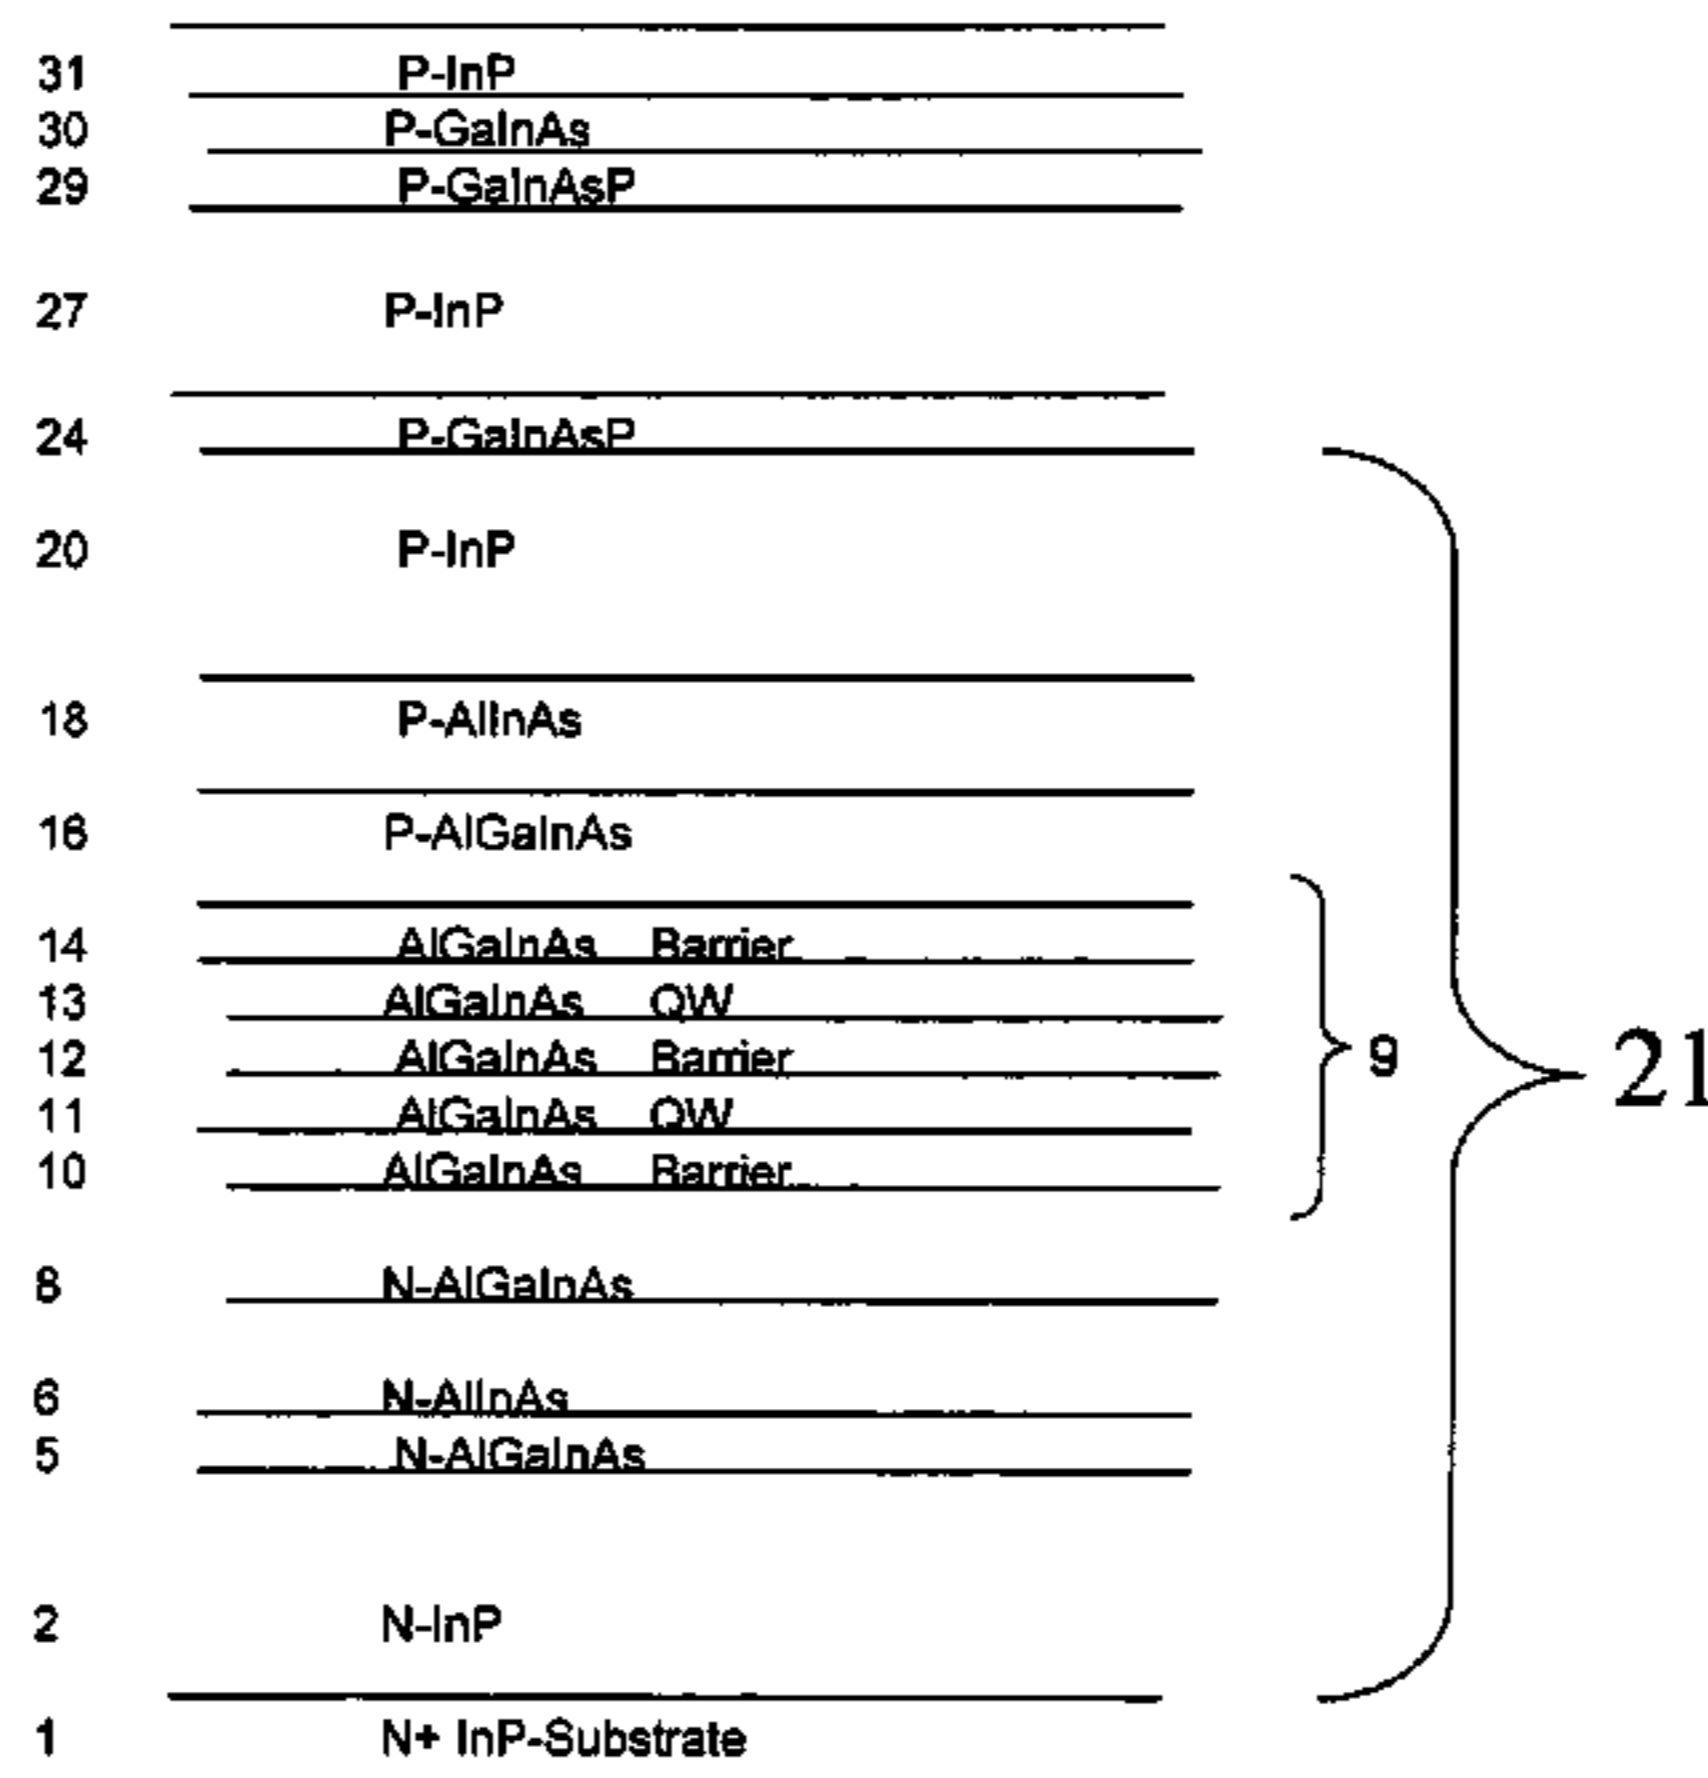 31 P-InP
30 P-GaInAs
29 P-GaInAsP
27 P-InP
24 P-GaInAsP
20 P-InP
18 P-AlInAs
16 P-AlGaInAs
14 AlGaInAs Barrier
13 AlGaInAs QW
12 AlGaInAs Barrier
9
21
11 AlGaInAs QW
10 AlGaInAs Barrier
8 N-AlGaInAs
6 N-AlInAs
5 N-AlGaInAs
2 N-InP
1 N+ InP-Substrate